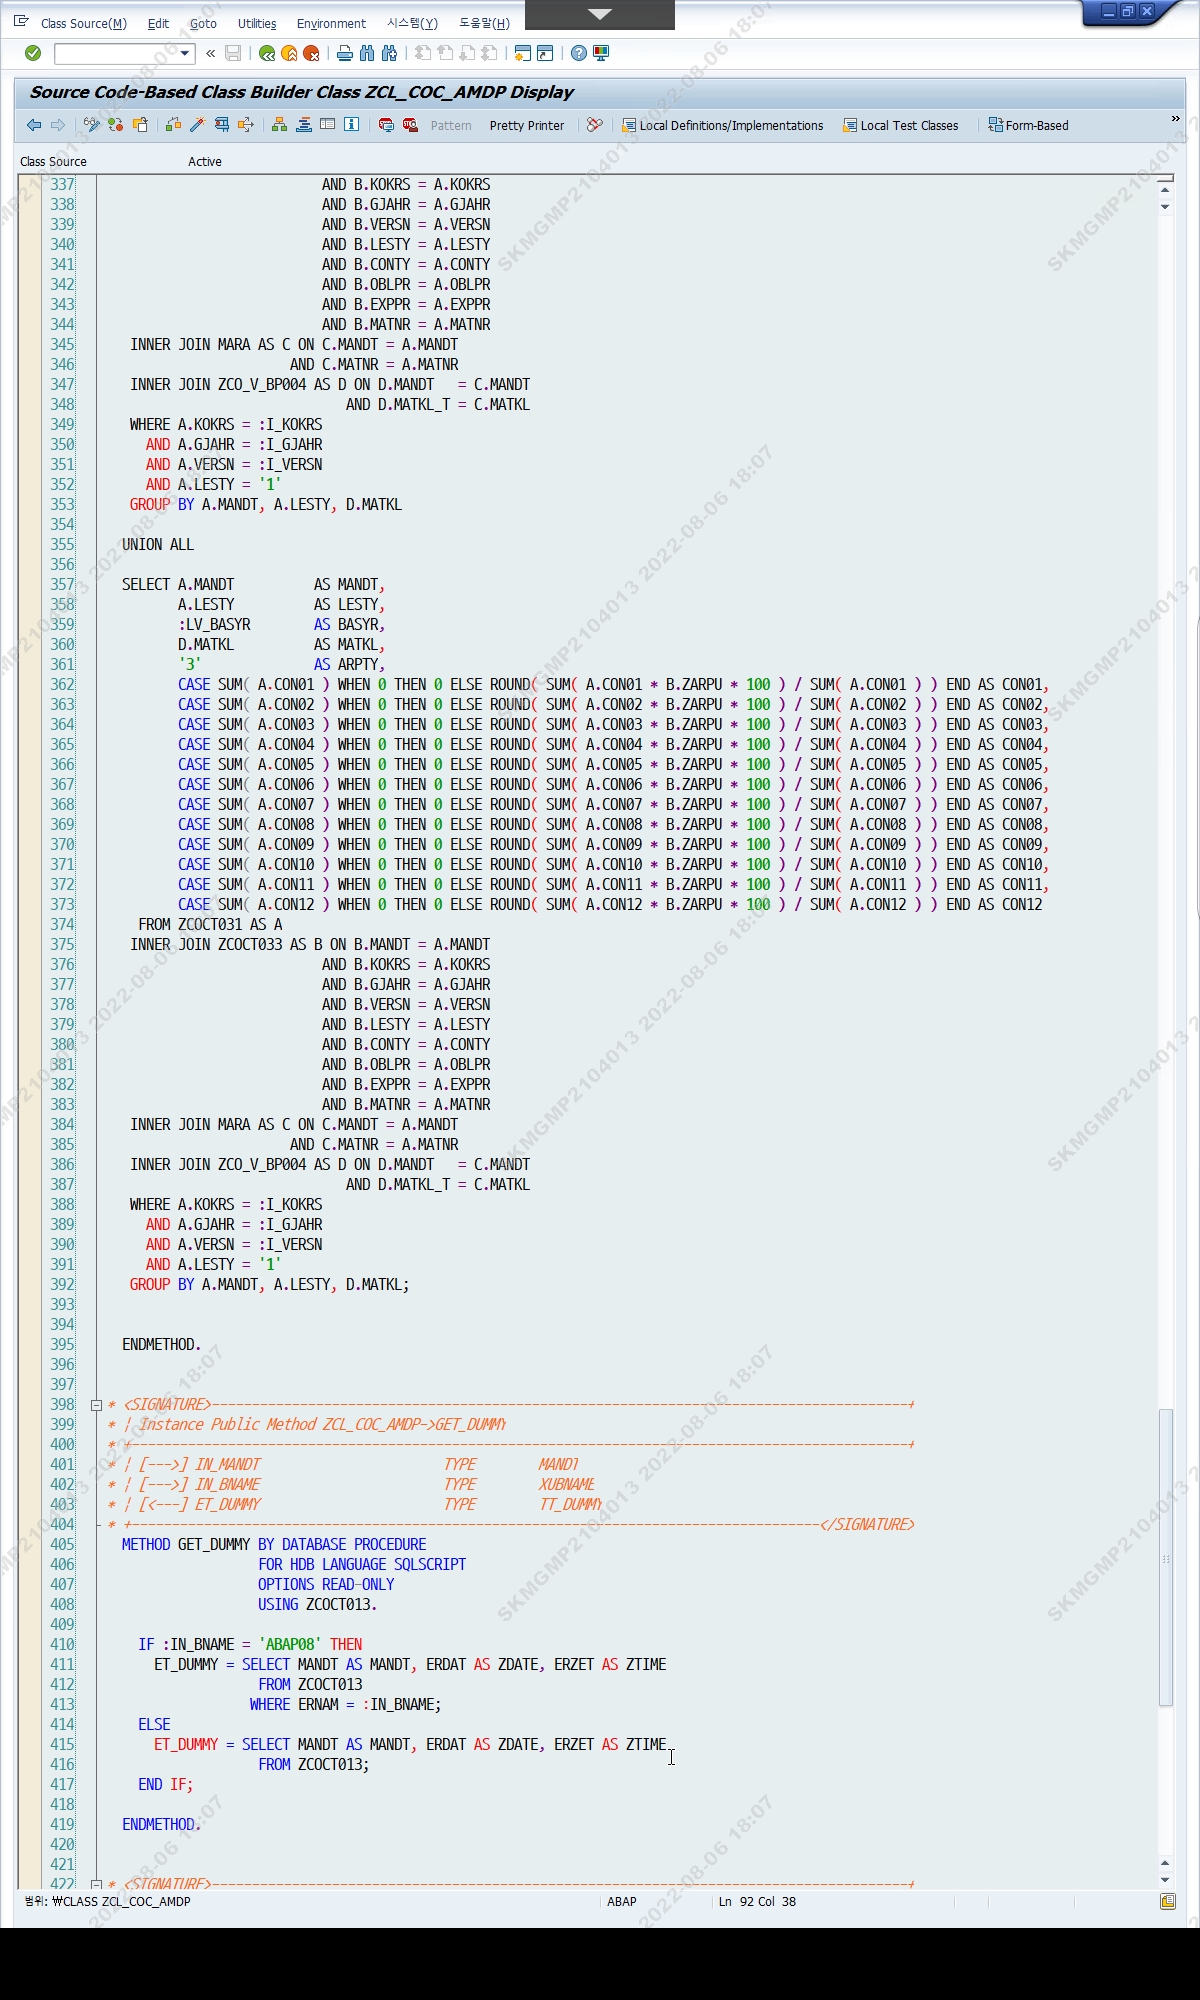 Class Source(M) Edit Goto Utilities Environment 시스템(Y) 도움말(H)
Source Code-Based Class Builder Class ZCL_COC_AMDP Display
Pattern Pretty Printer Local Definitions/Implementations Local Test Classes Form-Based
Class Source Active
337 AND B.KOKRS = A.KOKRS
338 AND B.GJAHR = A.GJAHR
339 AND B.VERSN = A.VERSN
340 AND B.LESTY = A.LESTY
341 AND B.CONTY = A.CONTY
342 AND B.OBLPR = A.OBLPR
343 AND B.EXPPR = A.EXPPR
344 AND B.MATNR = A.MATNR
345 INNER JOIN MARA AS C ON C.MANDT = A.MANDT
346 AND C.MATNR = A.MATNR
347 INNER JOIN ZCO_V_BP004 AS D ON D.MANDT = C.MANDT
348 AND D.MATKL_T = C.MATKL
349 WHERE A.KOKRS = :I_KOKRS
350 AND A.GJAHR = :I_GJAHR
351 AND A.VERSN = :I_VERSN
352 AND A.LESTY = '1'
353 GROUP BY A.MANDT, A.LESTY, D.MATKL
354
355 UNION ALL
356
357 SELECT A.MANDT AS MANDT,
358 A.LESTY AS LESTY,
359 :LV_BASYR AS BASYR,
360 D.MATKL AS MATKL,
361 '3' AS ARPTY,
362 CASE SUM( A.CON01 ) WHEN 0 THEN 0 ELSE ROUND( SUM( A.CON01 * B.ZARPU * 100 ) / SUM( A.CON01 ) ) END AS CON01,
363 CASE SUM( A.CON02 ) WHEN 0 THEN 0 ELSE ROUND( SUM( A.CON02 * B.ZARPU * 100 ) / SUM( A.CON02 ) ) END AS CON02,
364 CASE SUM( A.CON03 ) WHEN 0 THEN 0 ELSE ROUND( SUM( A.CON03 * B.ZARPU * 100 ) / SUM( A.CON03 ) ) END AS CON03,
365 CASE SUM( A.CON04 ) WHEN 0 THEN 0 ELSE ROUND( SUM( A.CON04 * B.ZARPU * 100 ) / SUM( A.CON04 ) ) END AS CON04,
366 CASE SUM( A.CON05 ) WHEN 0 THEN 0 ELSE ROUND( SUM( A.CON05 * B.ZARPU * 100 ) / SUM( A.CON05 ) ) END AS CON05,
367 CASE SUM( A.CON06 ) WHEN 0 THEN 0 ELSE ROUND( SUM( A.CON06 * B.ZARPU * 100 ) / SUM( A.CON06 ) ) END AS CON06,
368 CASE SUM( A.CON07 ) WHEN 0 THEN 0 ELSE ROUND( SUM( A.CON07 * B.ZARPU * 100 ) / SUM( A.CON07 ) ) END AS CON07,
369 CASE SUM( A.CON08 ) WHEN 0 THEN 0 ELSE ROUND( SUM( A.CON08 * B.ZARPU * 100 ) / SUM( A.CON08 ) ) END AS CON08,
370 CASE SUM( A.CON09 ) WHEN 0 THEN 0 ELSE ROUND( SUM( A.CON09 * B.ZARPU * 100 ) / SUM( A.CON09 ) ) END AS CON09,
371 CASE SUM( A.CON10 ) WHEN 0 THEN 0 ELSE ROUND( SUM( A.CON10 * B.ZARPU * 100 ) / SUM( A.CON10 ) ) END AS CON10,
372 CASE SUM( A.CON11 ) WHEN 0 THEN 0 ELSE ROUND( SUM( A.CON11 * B.ZARPU * 100 ) / SUM( A.CON11 ) ) END AS CON11,
373 CASE SUM( A.CON12 ) WHEN 0 THEN 0 ELSE ROUND( SUM( A.CON12 * B.ZARPU * 100 ) / SUM( A.CON12 ) ) END AS CON12
374 FROM ZCOCT031 AS A
375 INNER JOIN ZCOCT033 AS B ON B.MANDT = A.MANDT
376 AND B.KOKRS = A.KOKRS
377 AND B.GJAHR = A.GJAHR
378 AND B.VERSN = A.VERSN
379 AND B.LESTY = A.LESTY
380 AND B.CONTY = A.CONTY
381 AND B.OBLPR = A.OBLPR
382 AND B.EXPPR = A.EXPPR
383 AND B.MATNR = A.MATNR
384 INNER JOIN MARA AS C ON C.MANDT = A.MANDT
385 AND C.MATNR = A.MATNR
386 INNER JOIN ZCO_V_BP004 AS D ON D.MANDT = C.MANDT
387 AND D.MATKL_T = C.MATKL
388 WHERE A.KOKRS = :I_KOKRS
389 AND A.GJAHR = :I_GJAHR
390 AND A.VERSN = :I_VERSN
391 AND A.LESTY = '1'
392 GROUP BY A.MANDT, A.LESTY, D.MATKL;
393
394
395 ENDMETHOD.
396
397
398 * <SIGNATURE>---------------------------------------------------------------------------------------+
399 * | Instance Public Method ZCL_COC_AMDP->GET_DUMMY
400 * +-------------------------------------------------------------------------------------------------+
401 * | [--->] IN_MANDT TYPE MANDT
402 * | [--->] IN_BNAME TYPE XUBNAME
403 * | [<---] ET_DUMMY TYPE TT_DUMMY
404 * +--------------------------------------------------------------------------------------</SIGNATURE>
405 METHOD GET_DUMMY BY DATABASE PROCEDURE
406 FOR HDB LANGUAGE SQLSCRIPT
407 OPTIONS READ-ONLY
408 USING ZCOCT013.
409
410 IF :IN_BNAME = 'ABAP08' THEN
411 ET_DUMMY = SELECT MANDT AS MANDT, ERDAT AS ZDATE, ERZET AS ZTIME
412 FROM ZCOCT013
413 WHERE ERNAM = :IN_BNAME;
414 ELSE
415 ET_DUMMY = SELECT MANDT AS MANDT, ERDAT AS ZDATE, ERZET AS ZTIME
416 FROM ZCOCT013;
417 END IF;
418
419 ENDMETHOD.
420
421
422 * <SIGNATURE>---------------------------------------------------------------------------------------+
범위: ₩CLASS ZCL_COC_AMDP ABAP Ln 92 Col 38
SKMGMP2104013 2022-08-06 18:07